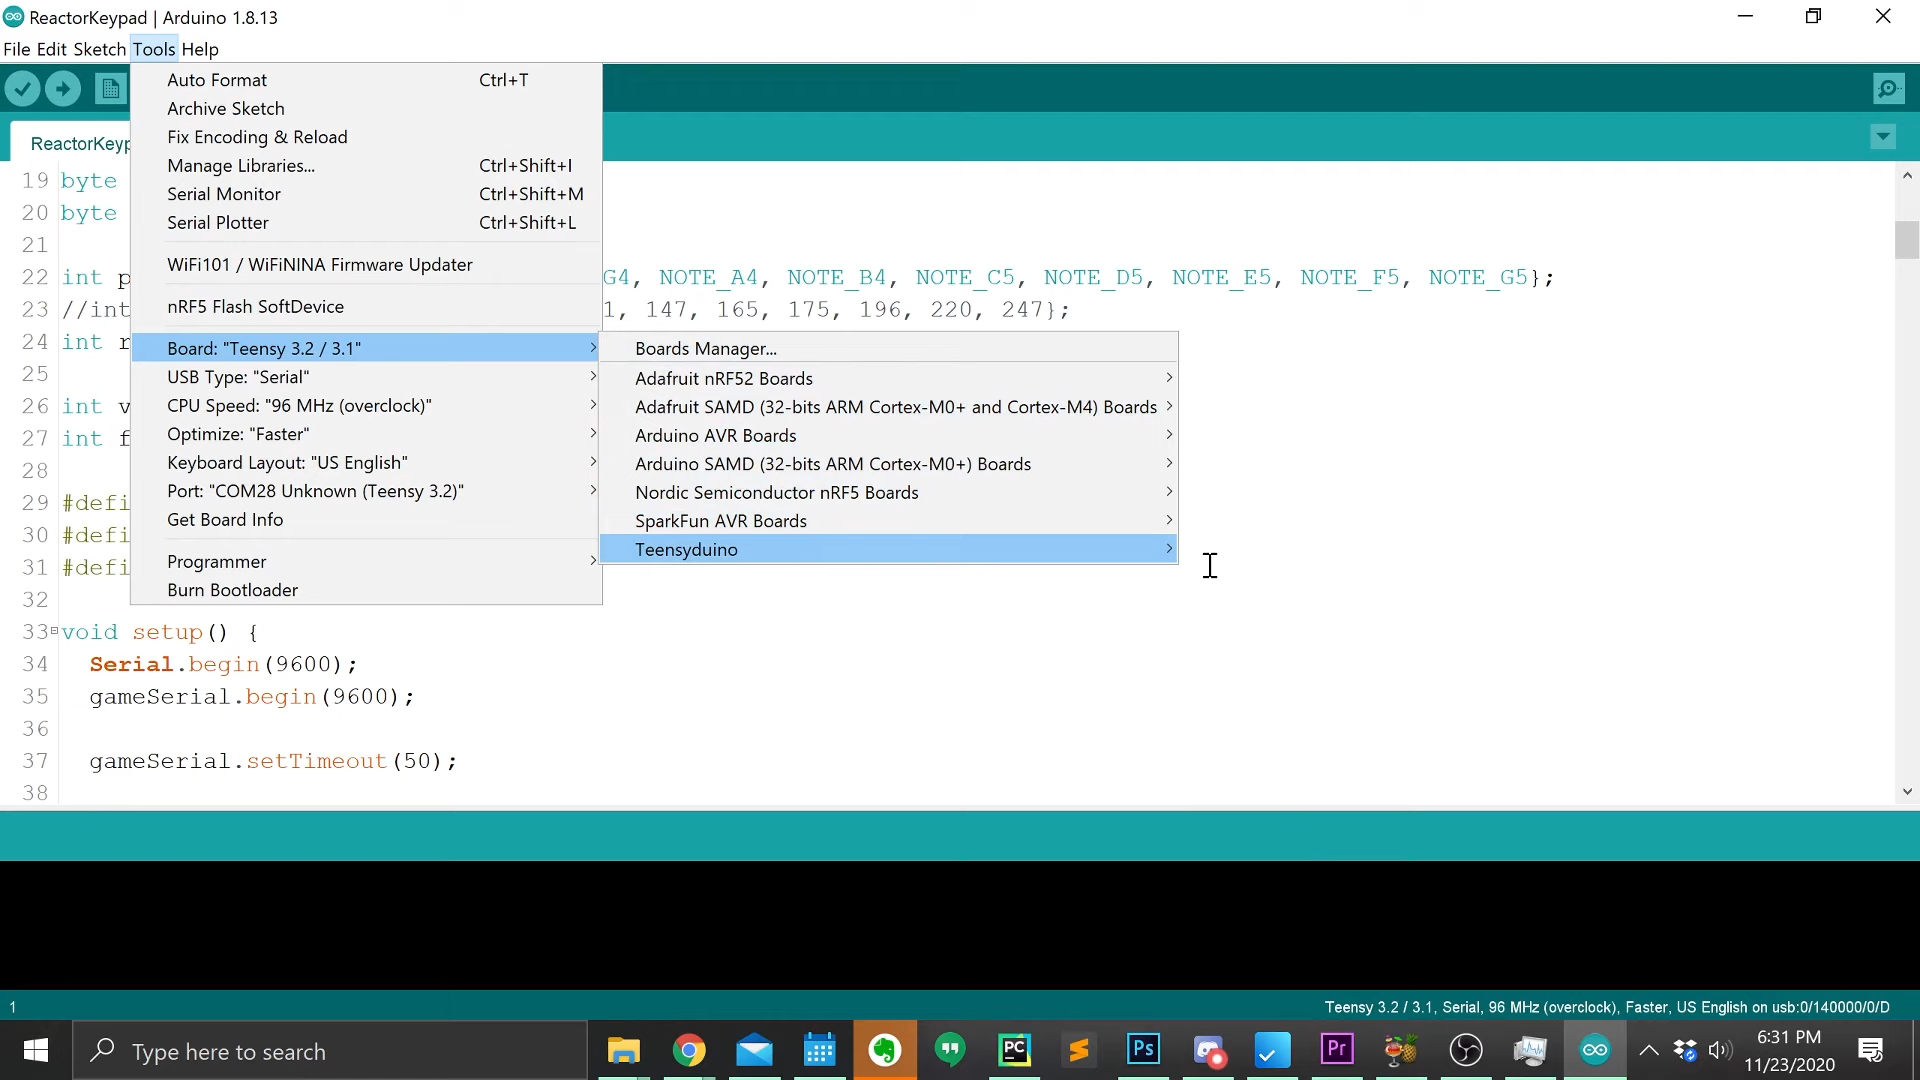 ReactorKeypad | Arduino 1.8.13
File Edit Sketch Tools Help
Auto Format Ctrl+T
Archive Sketch
Fix Encoding & Reload
Manage Libraries... Ctrl+Shift+I
Serial Monitor Ctrl+Shift+M
Serial Plotter Ctrl+Shift+L
WiFi101 / WiFiNINA Firmware Updater
nRF5 Flash SoftDevice
Board: "Teensy 3.2 / 3.1"
USB Type: "Serial"
CPU Speed: "96 MHz (overclock)"
Optimize: "Faster"
Keyboard Layout: "US English"
Port: "COM28 Unknown (Teensy 3.2)"
Get Board Info
Programmer
Burn Bootloader
Boards Manager...
Adafruit nRF52 Boards
Adafruit SAMD (32-bits ARM Cortex-M0+ and Cortex-M4) Boards
Arduino AVR Boards
Arduino SAMD (32-bits ARM Cortex-M0+) Boards
Nordic Semiconductor nRF5 Boards
SparkFun AVR Boards
Teensyduino
ReactorKeyp
19 byte
20 byte
21
22 int p G4, NOTE_A4, NOTE_B4, NOTE_C5, NOTE_D5, NOTE_E5, NOTE_F5, NOTE_G5};
23 //int 1, 147, 165, 175, 196, 220, 247};
24 int r
25
26 int v
27 int f
28
29 #defi
30 #defi
31 #defi
32
33 void setup() {
34 Serial.begin(9600);
35 gameSerial.begin(9600);
36
37 gameSerial.setTimeout(50);
38
1 Teensy 3.2 / 3.1, Serial, 96 MHz (overclock), Faster, US English on usb:0/140000/0/D
Type here to search
PC
Ps
Pr
6:31 PM
11/23/2020